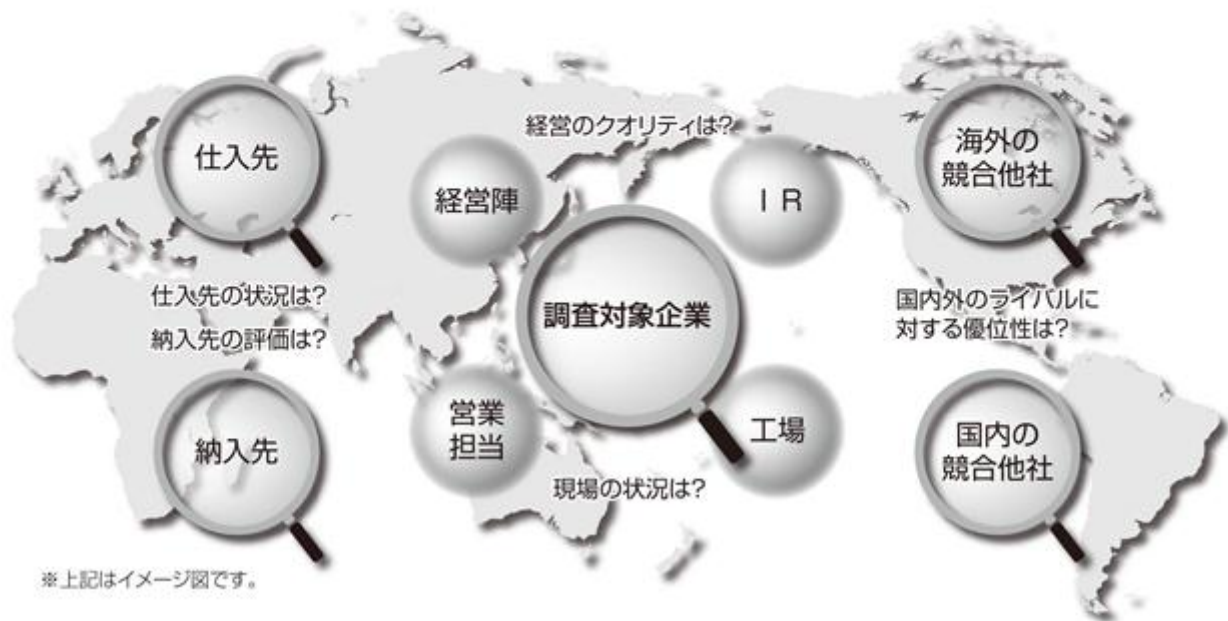 経営のクオリティは?
仕入先
経営陣
IR
海外の
競合他社
調査対象企業
仕入先の状況は?
納入先の評価は?
国内外のライバルに
対する優位性は?
納入先
営業
担当
工場
国内の
競合他社
現場の状況は?
※上記はイメージ図です。